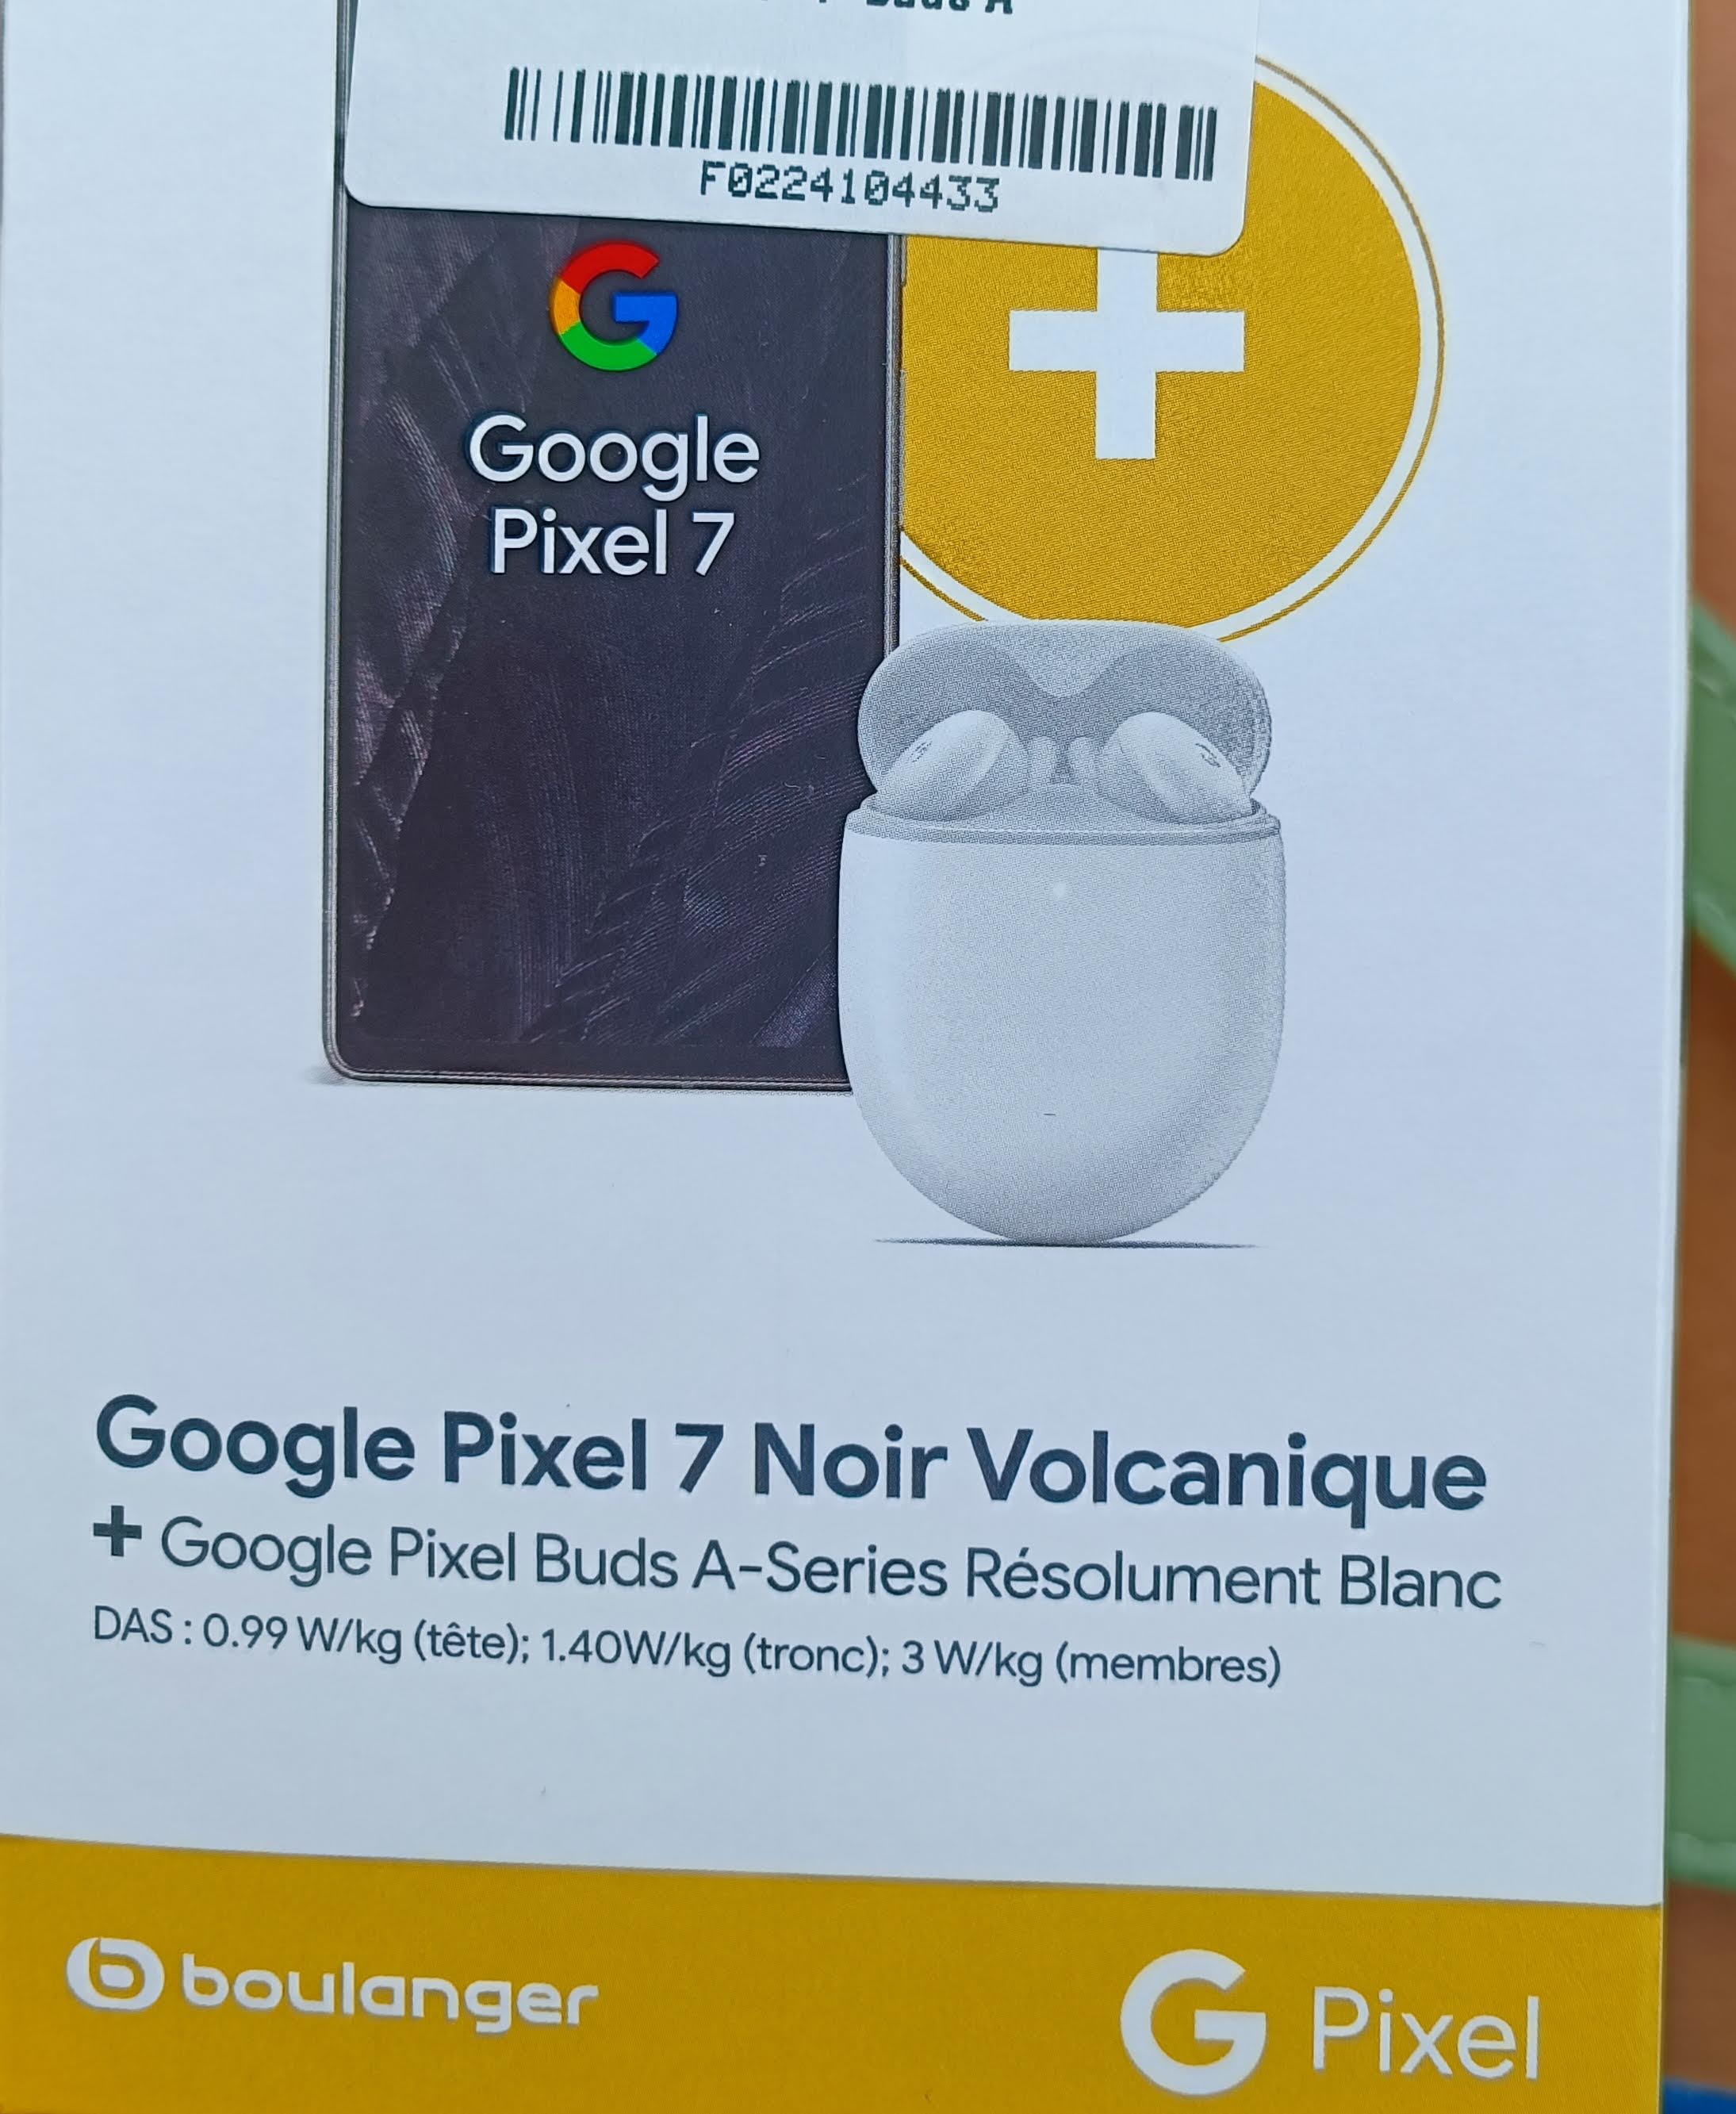 Buds A
F0224104433
Google
Pixel 7
Google Pixel 7 Noir Volcanique
+ Google Pixel Buds A-Series Résolument Blanc
DAS : 0.99 W/kg (tête); 1.40W/kg (tronc); 3 W/kg (membres)
boulanger
G Pixel